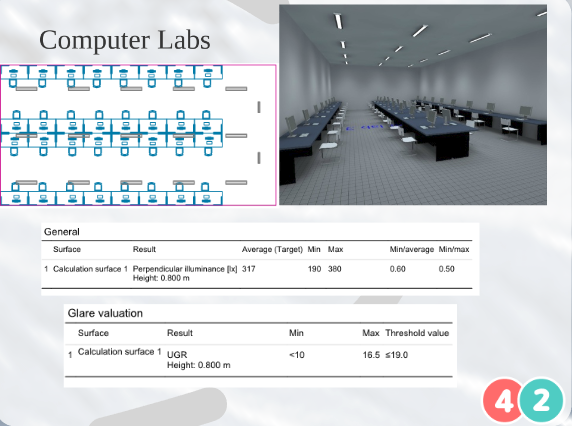 Computer Labs
General
Surface Result Average (Target) Min Max Min/average Min/max
1 Calculation surface 1 Perpendicular illuminance [lx] 317 190 380 0.60 0.50
Height: 0.800 m
Glare valuation
Surface Result Min Max Threshold value
1 Calculation surface 1 UGR <10 16.5 ≤19.0
Height: 0.800 m
4 2